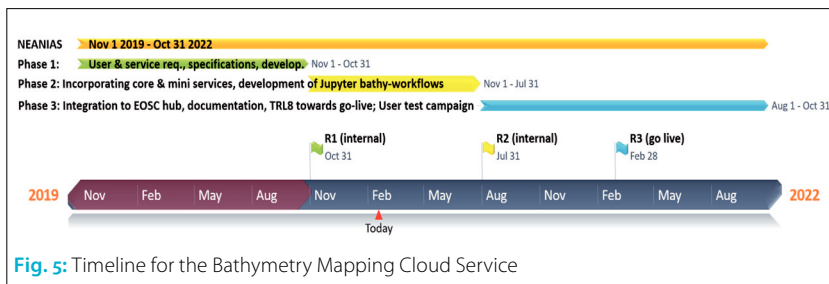 NEANIAS Nov 1 2019 - Oct 31 2022
Phase 1: User & service req., specifications, develop. Nov 1 - Oct 31
Phase 2: Incorporating core & mini services, development of Jupyter bathy-workflows Nov 1 - Jul 31
Phase 3: Integration to EOSC hub, documentation, TRL8 towards go-live; User test campaign Aug 1 - Oct 31
R1 (internal) R2 (internal) R3 (go live)
Oct 31 Jul 31 Feb 28
2019 Nov Feb May Aug Nov Feb May Aug Nov Feb May Aug 2022
Today
Fig. 5: Timeline for the Bathymetry Mapping Cloud Service